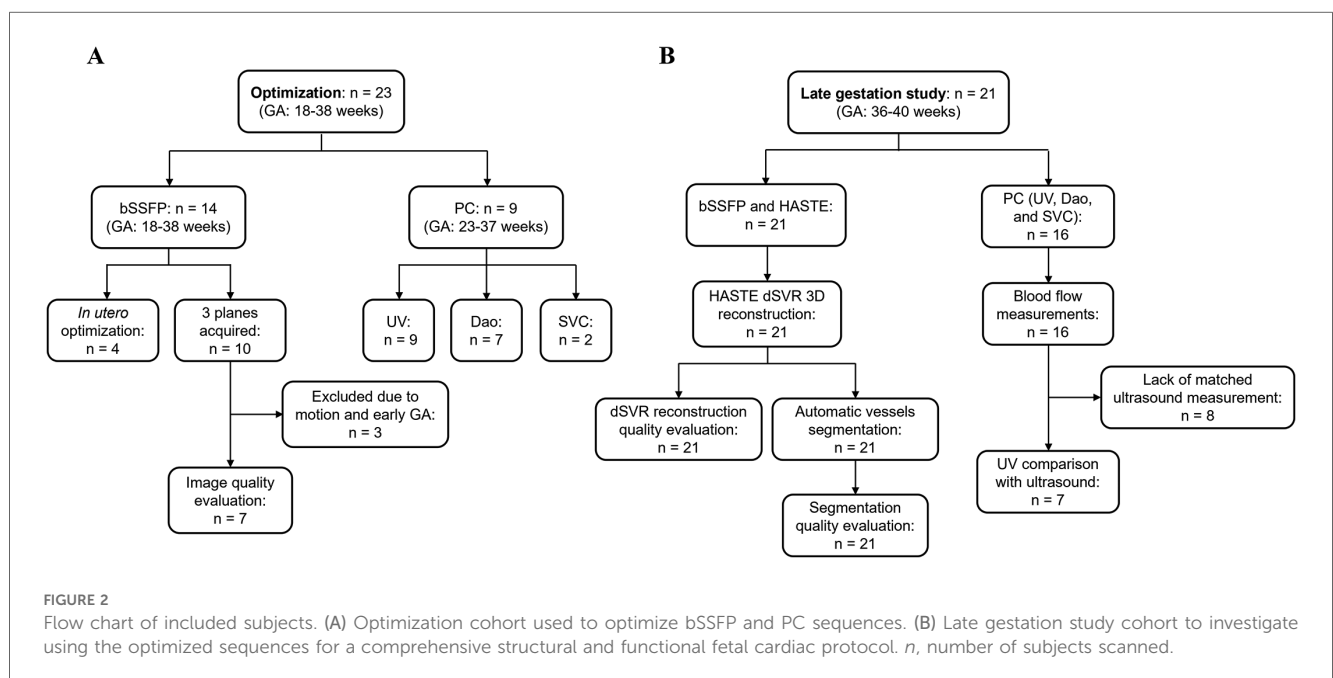 A
Optimization: n = 23
(GA: 18-38 weeks)
bSSFP: n = 14
(GA: 18-38 weeks)
PC: n = 9
(GA: 23-37 weeks)
In utero
optimization:
n = 4
3 planes
acquired:
n = 10
UV:
n = 9
Dao:
n = 7
SVC:
n = 2
Excluded due to
motion and early GA:
n = 3
Image quality
evaluation:
n = 7
B
Late gestation study: n = 21
(GA: 36-40 weeks)
bSSFP and HASTE:
n = 21
PC (UV, Dao,
and SVC):
n = 16
HASTE dSVR 3D
reconstruction:
n = 21
Blood flow
measurements:
n = 16
dSVR reconstruction
quality evaluation:
n = 21
Automatic vessels
segmentation:
n = 21
Lack of matched
ultrasound measurement:
n = 8
UV comparison
with ultrasound:
n = 7
Segmentation
quality evaluation:
n = 21
FIGURE 2
Flow chart of included subjects. (A) Optimization cohort used to optimize bSSFP and PC sequences. (B) Late gestation study cohort to investigate
using the optimized sequences for a comprehensive structural and functional fetal cardiac protocol. n, number of subjects scanned.